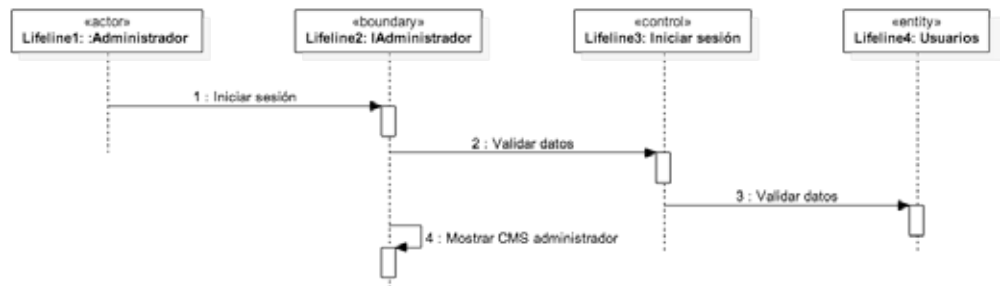 «actor»
Lifeline1: :Administrador
«boundary»
Lifeline2: IAdministrador
«control»
Lifeline3: Iniciar sesión
«entity»
Lifeline4: Usuarios
1 : Iniciar sesión
2 : Validar datos
3 : Validar datos
4 : Mostrar CMS administrador